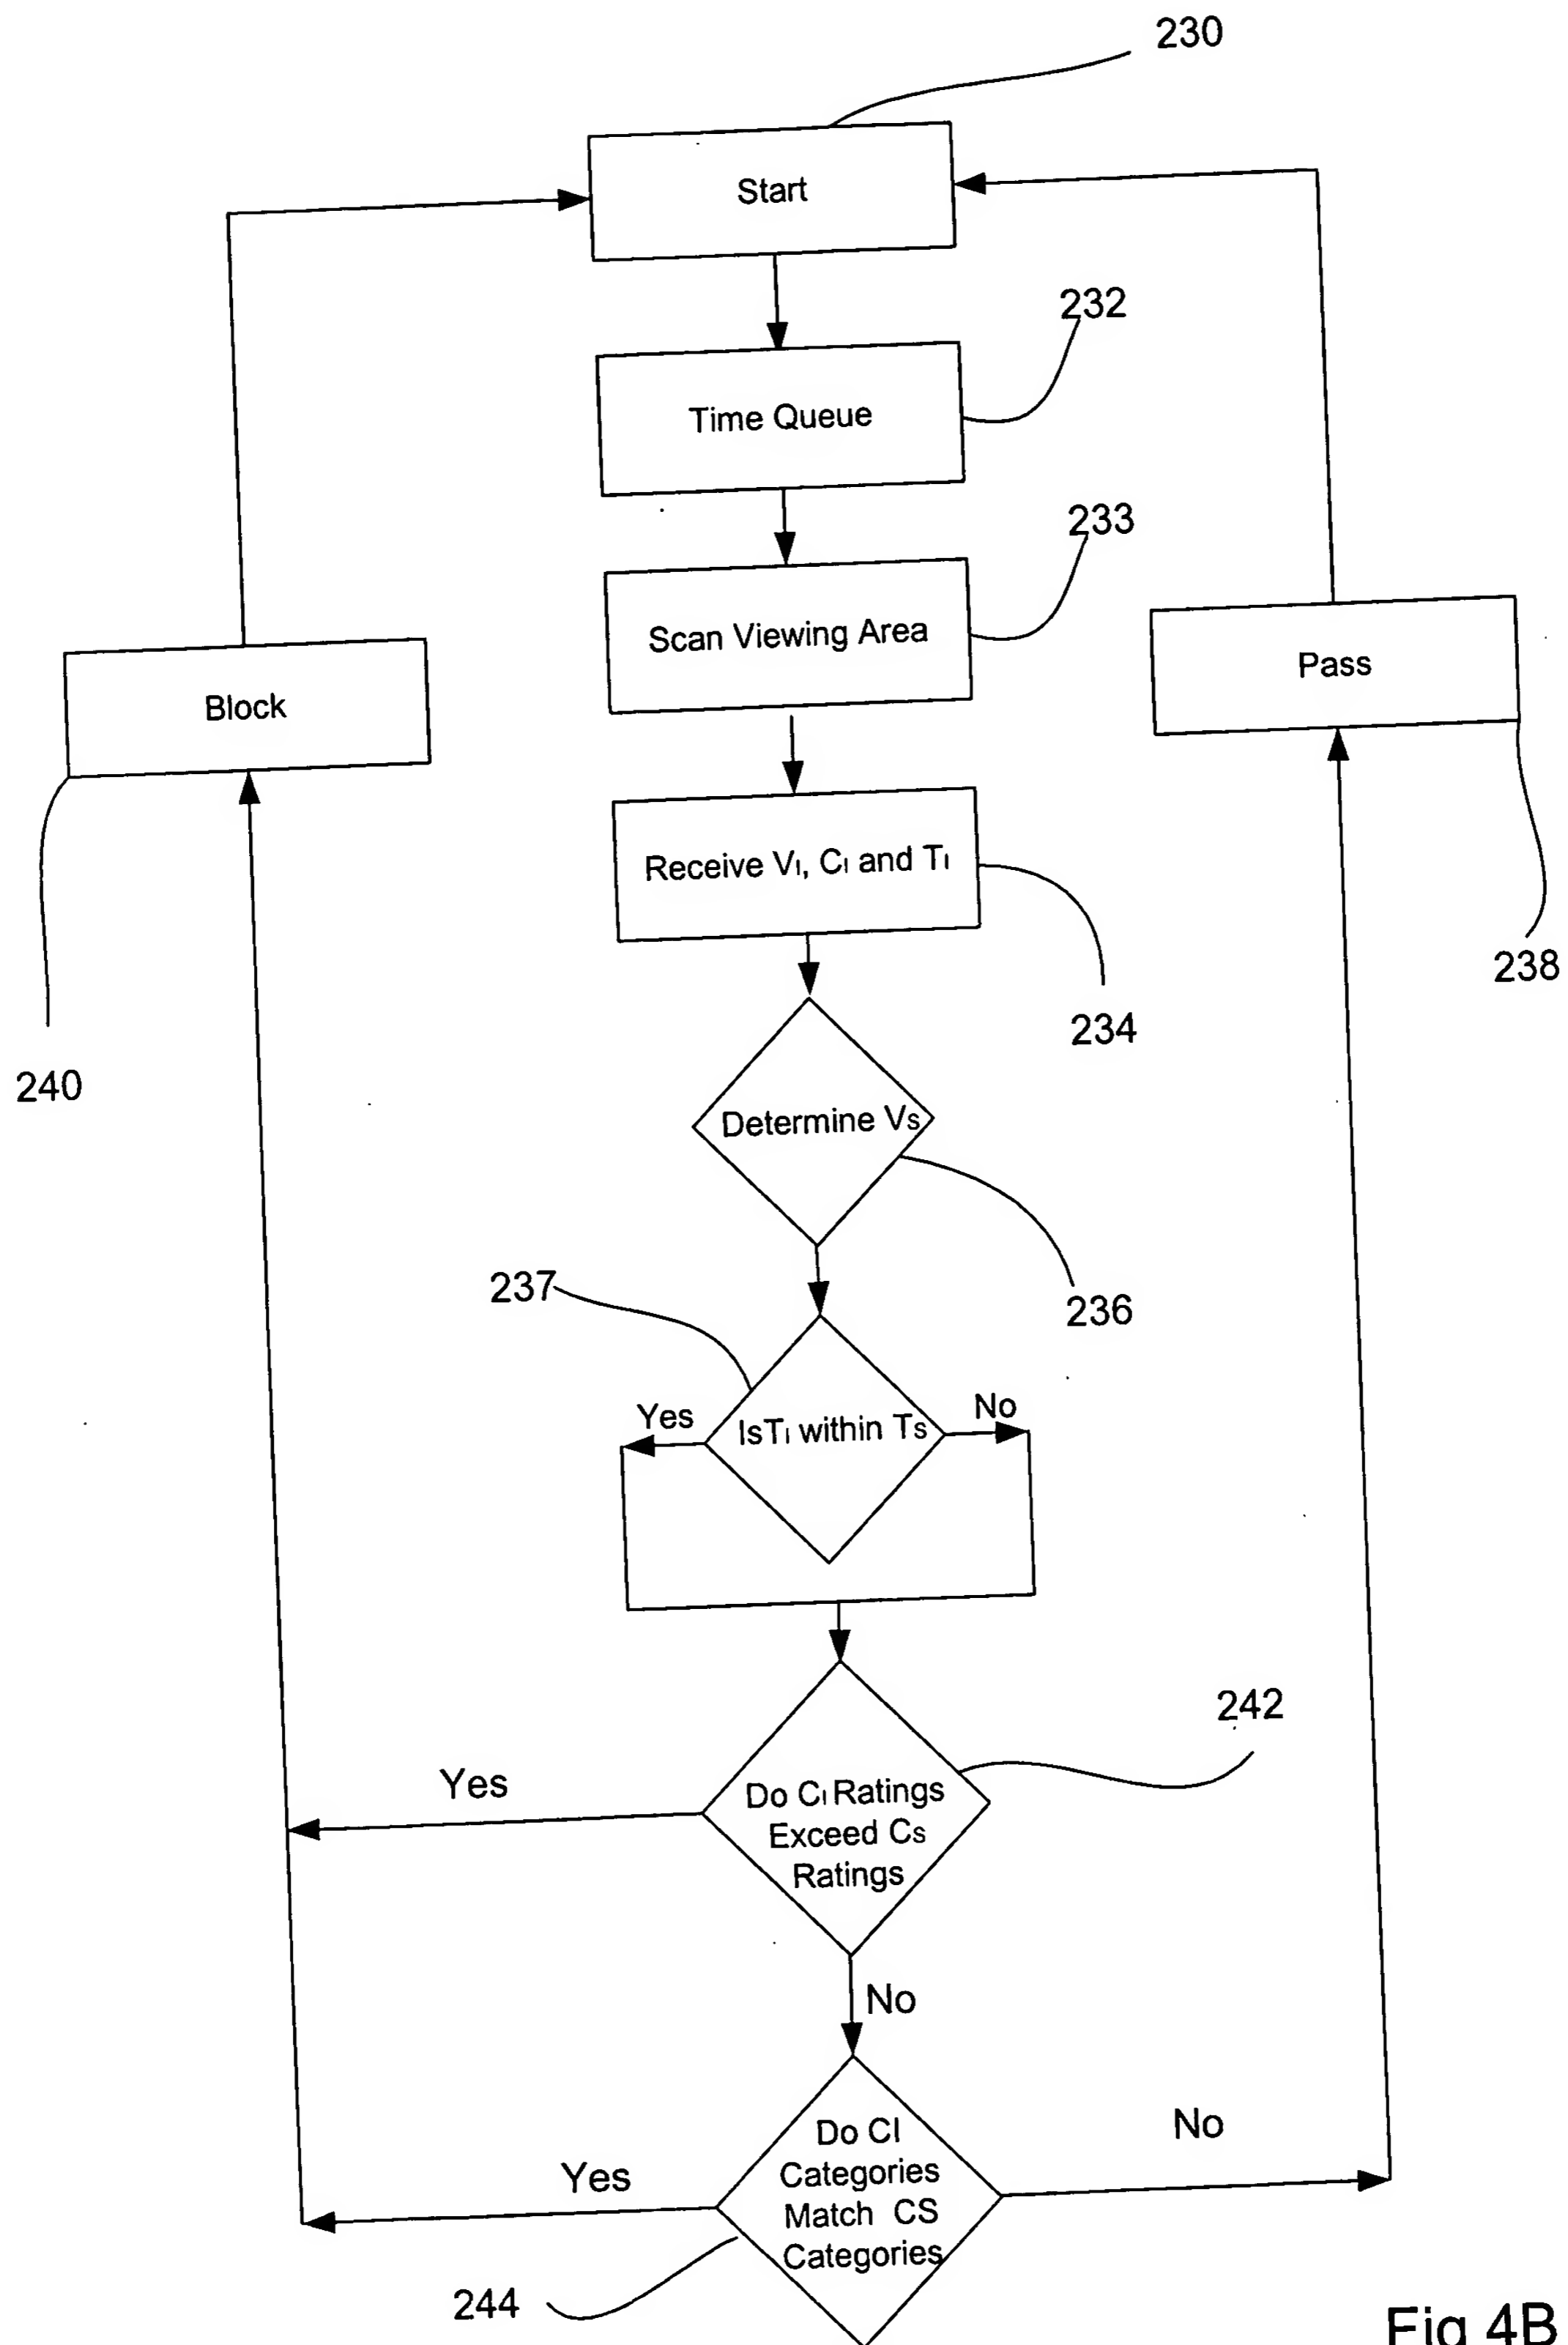 230
Start
232
Time Queue
233
Scan Viewing Area
Pass
Block
Receive VI, CI and TI
238
234
240
Determine VS
237
236
Yes
No
IsTI within TS
242
Yes
Do CI Ratings
Exceed CS
Ratings
No
Do CI
Categories
Match CS
Categories
No
Yes
244
Fig 4B